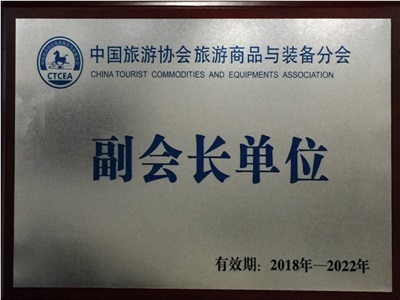 CTCEA
中国旅游协会旅游商品与装备分会
CHINA TOURIST COMMODITIES AND EQUIPMENTS ASSOCIATION
副会长单位
有效期：2018年—2022年